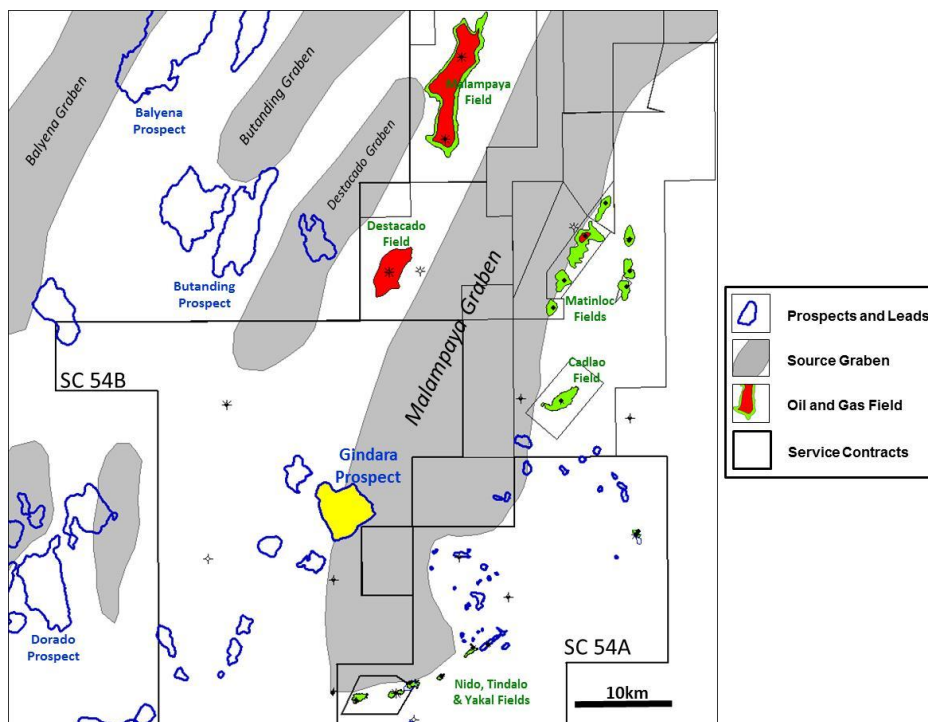 Balyena Graben
Balyena
Prospect
Butanding Graben
Malampaya
Field
Destacado Graben
Destacado
Field
Butanding
Prospect
Malampaya Graben
Matinloc
Fields
Cadlao
Field
SC 54B
Gindara
Prospect
Dorado
Prospect
SC 54A
Nido, Tindalo
& Yakal Fields
10km
Prospects and Leads
Source Graben
Oil and Gas Field
Service Contracts